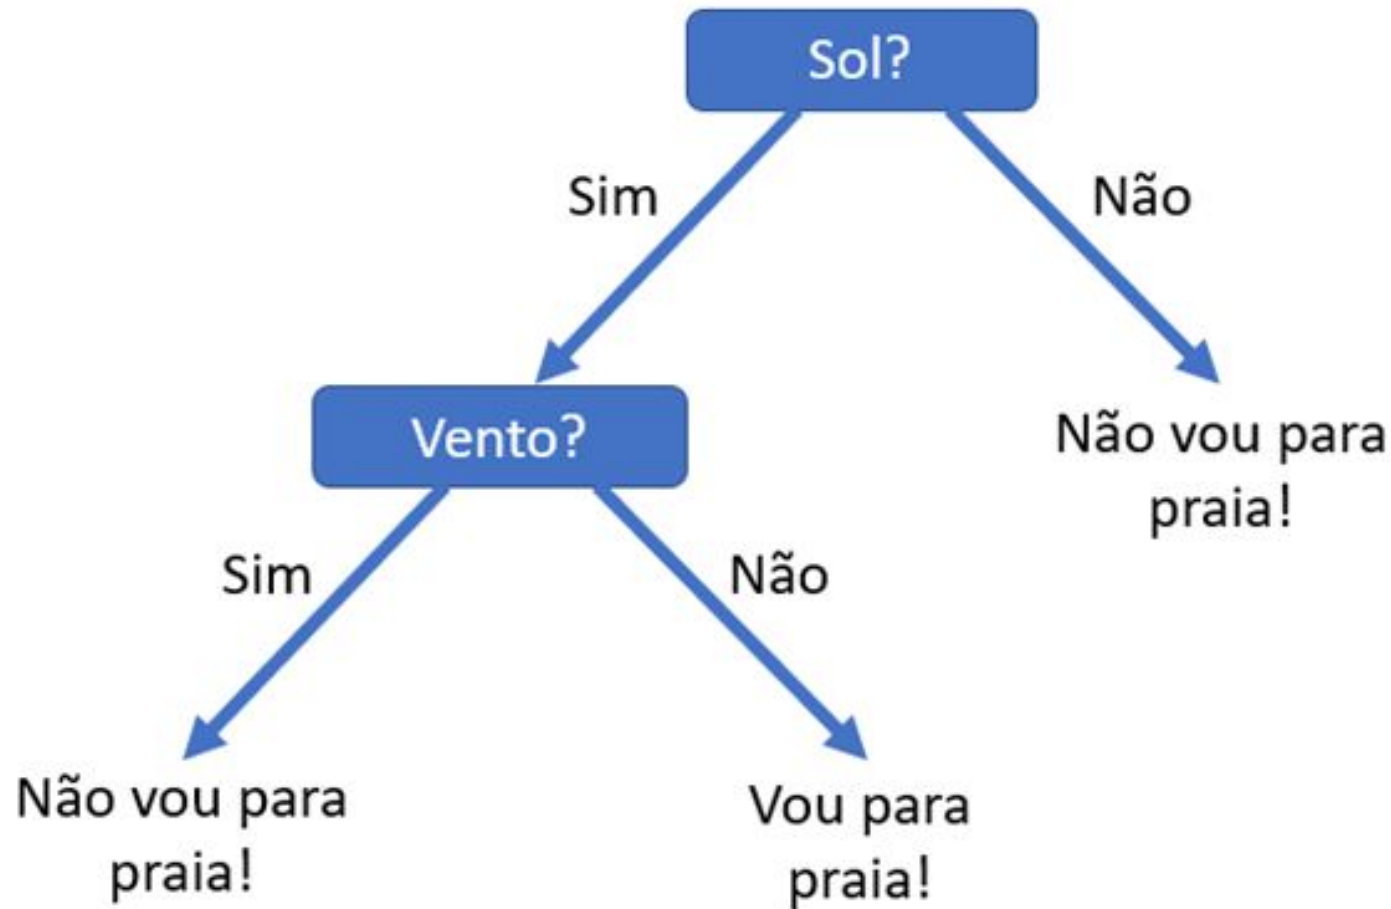 Sol?
Sim
Não
Vento?
Não vou para
praia!
Sim
Não
Não vou para
praia!
Vou para
praia!